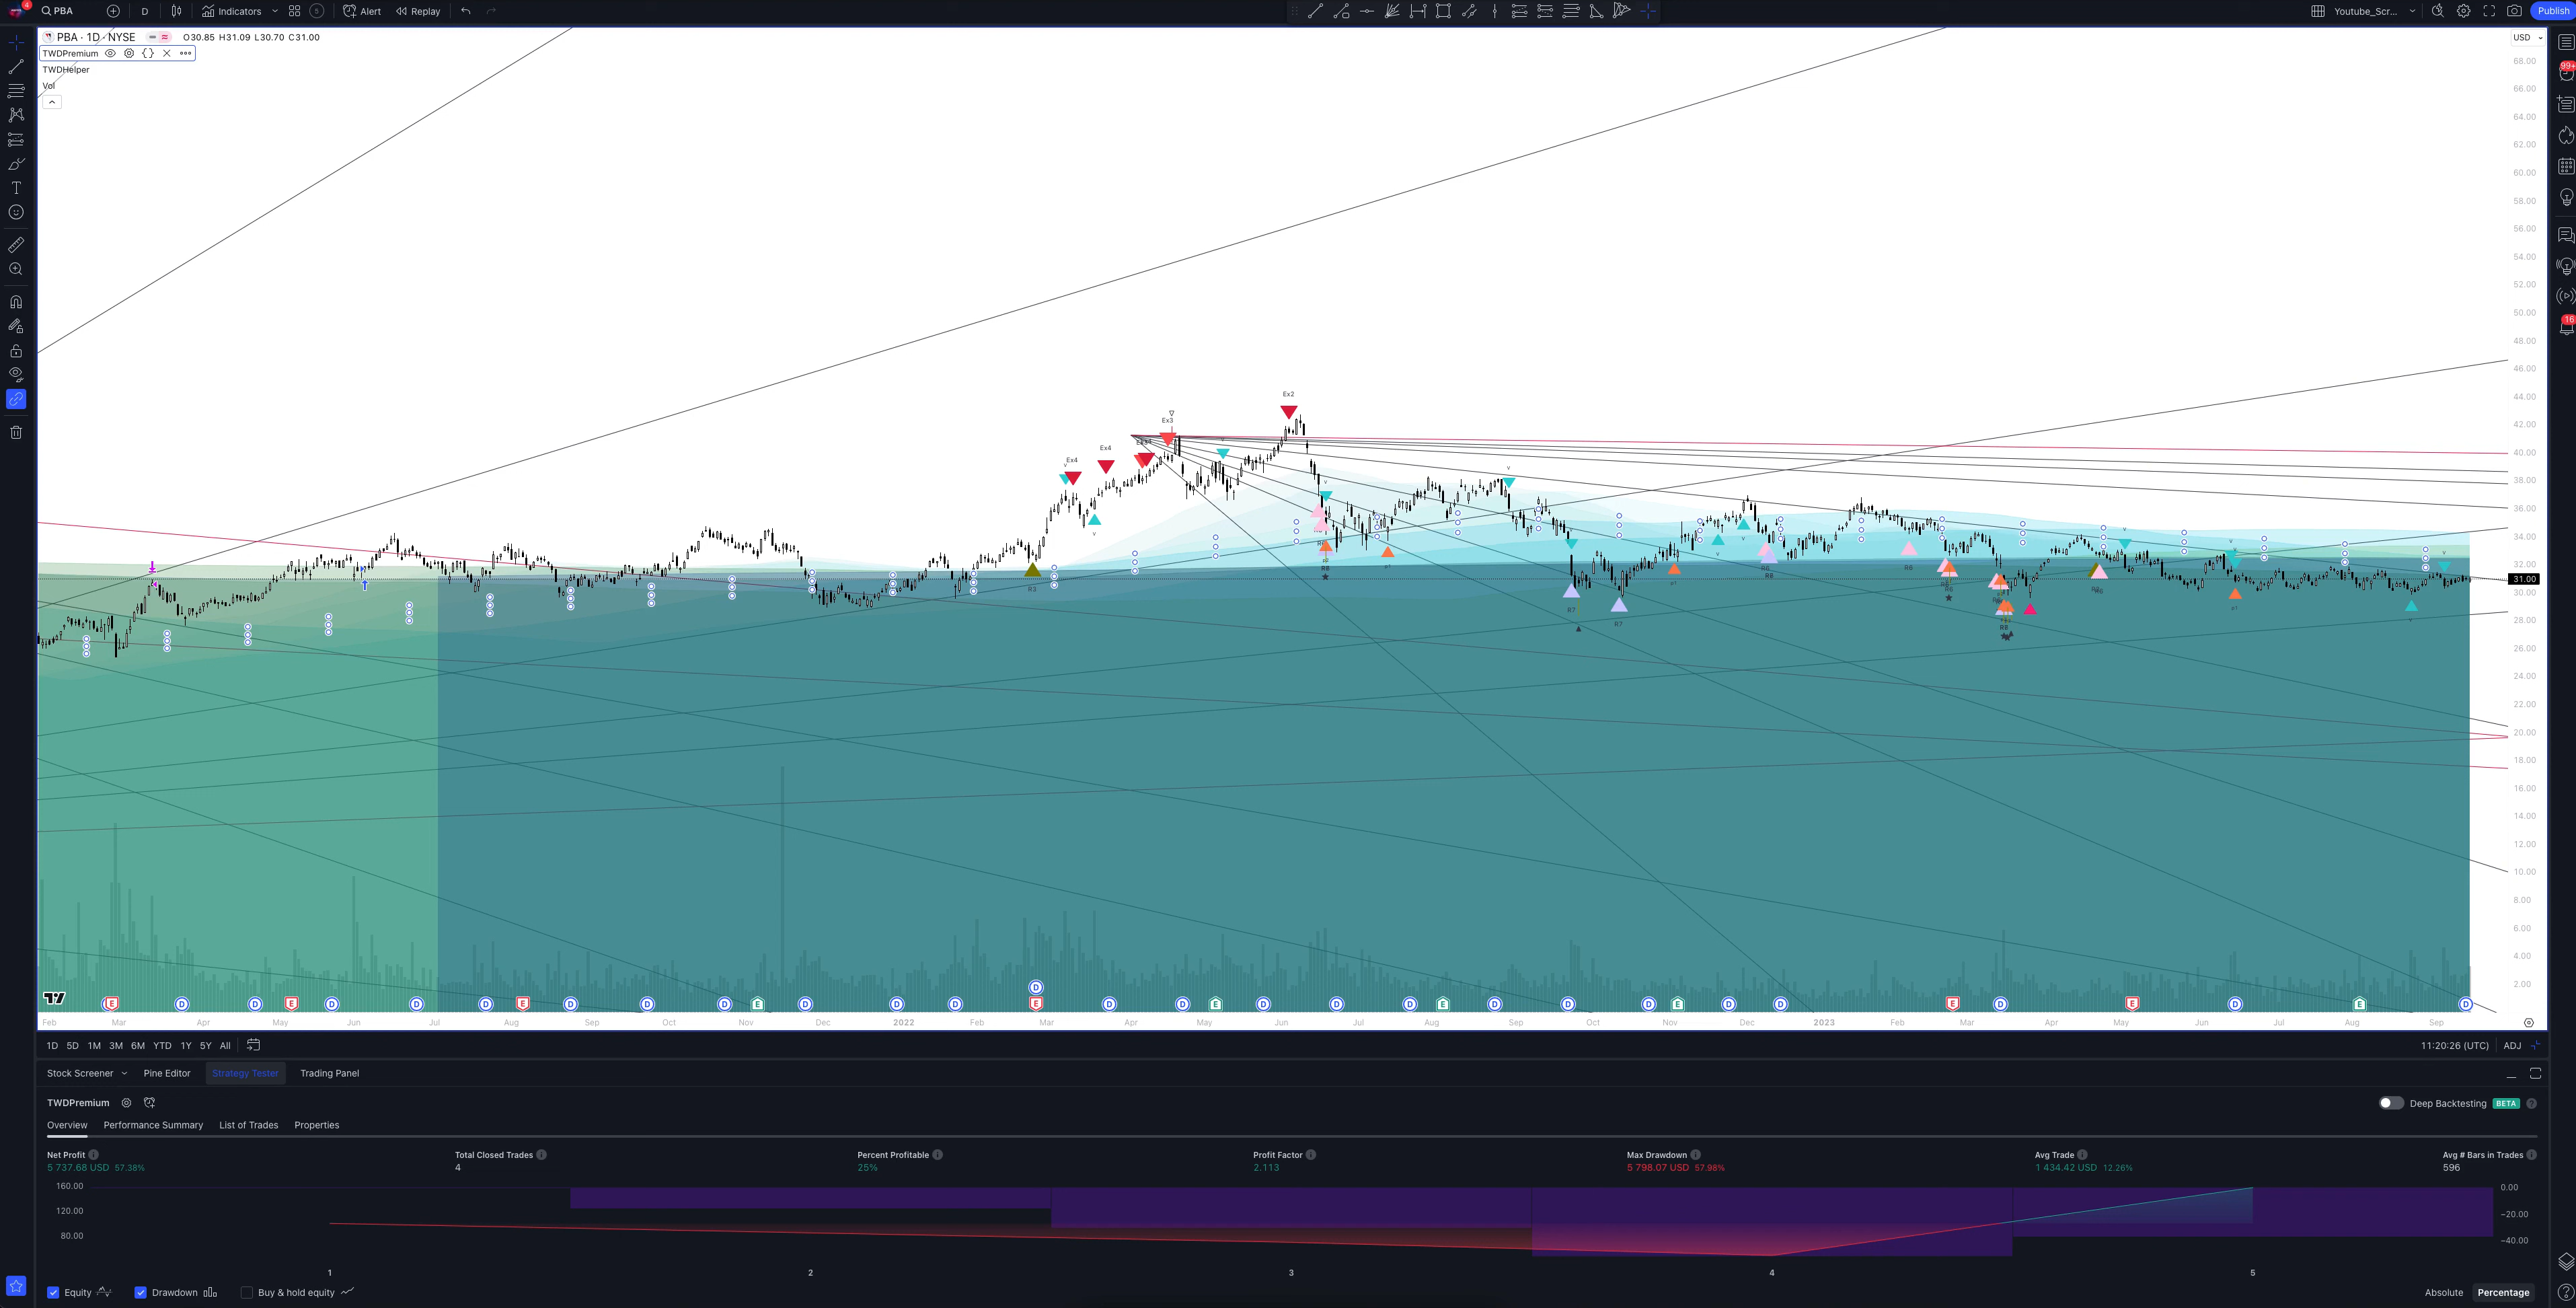 4 PBA D Indicators 5 Alert Replay Youtube_Scr... Publish
PBA · 1D · NYSE O30.85 H31.09 L30.70 C31.00 USD
TWDPremium
TWDHelper
Vol
68.00
66.00
64.00
62.00
60.00
58.00
56.00
54.00
52.00
50.00
48.00
46.00
44.00
42.00
40.00
38.00
36.00
34.00
32.00
31.00
30.00
28.00
26.00
24.00
22.00
20.00
18.00
16.00
14.00
12.00
10.00
8.00
6.00
4.00
2.00
99+
16
Ex2
Ex3
Ex4
Ex4
R3
R8
R7
R7
R8
R6
R6
Feb Mar Apr May Jun Jul Aug Sep Oct Nov Dec 2022 Feb Mar Apr May Jun Jul Aug Sep Oct Nov Dec 2023 Feb Mar Apr May Jun Jul Aug Sep
1D 5D 1M 3M 6M YTD 1Y 5Y All 11:20:26 (UTC) ADJ
Stock Screener Pine Editor Strategy Tester Trading Panel
TWDPremium Deep Backtesting BETA
Overview Performance Summary List of Trades Properties
Net Profit Total Closed Trades Percent Profitable Profit Factor Max Drawdown Avg Trade Avg # Bars in Trades
5 737.68 USD 57.38% 4 25% 2.113 5 798.07 USD 57.98% 1 434.42 USD 12.26% 596
160.00 0.00
120.00 −20.00
80.00 −40.00
1 2 3 4 5
Equity Drawdown Buy & hold equity Absolute Percentage